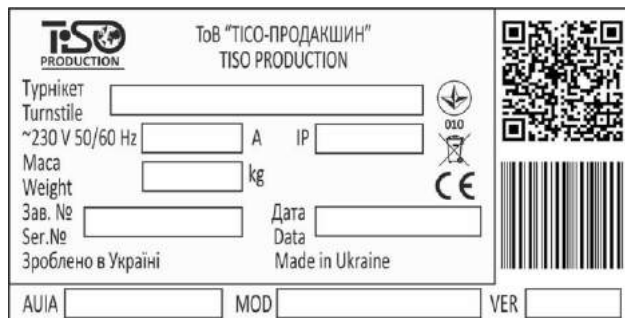 TiSO
PRODUCTION
ТоВ "ТІСО-ПРОДАКШИН"
TISO PRODUCTION
Турнікет
Turnstile
~230 V 50/60 Hz A IP
010
Маса
Weight
kg
CE
Зав. № Дата
Ser.№ Data
Зроблено в Україні Made in Ukraine
AUIA MOD VER